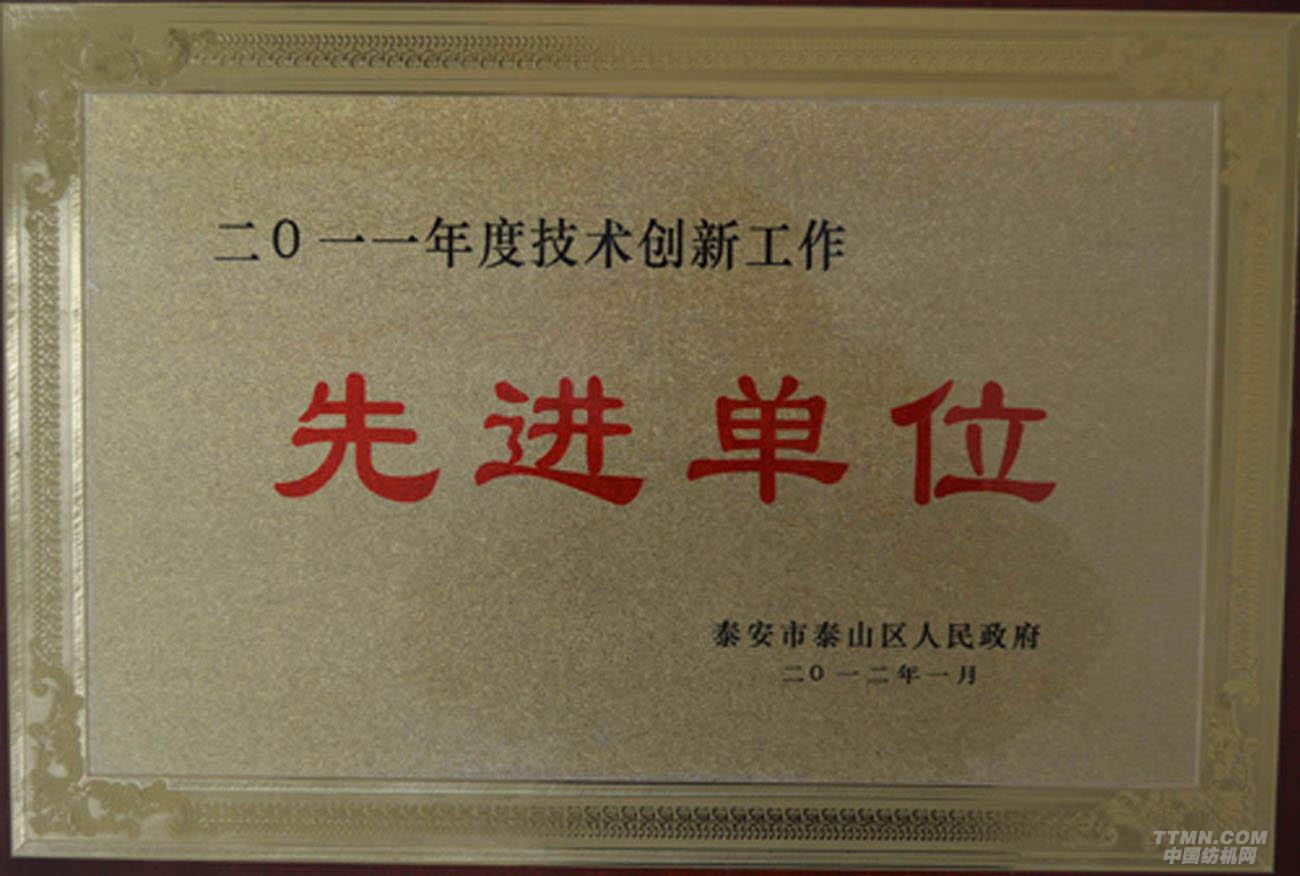 二〇一一年度技术创新工作
先进单位
泰安市泰山区人民政府
二〇一二年一月
TTMN.COM
中国纺机网